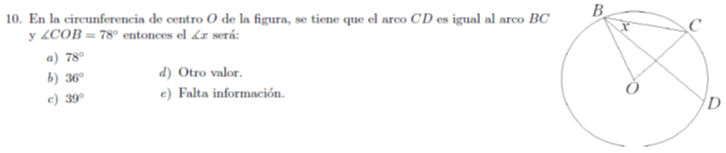 10. En la circunferencia de centro O de la figura, se tiene que el arco CD es igual al arco BC
y ∡COB = 78° entonces el ∡x será:
a) 78°
b) 36°
c) 39°
d) Otro valor.
e) Falta información.
B
x
C
O
D